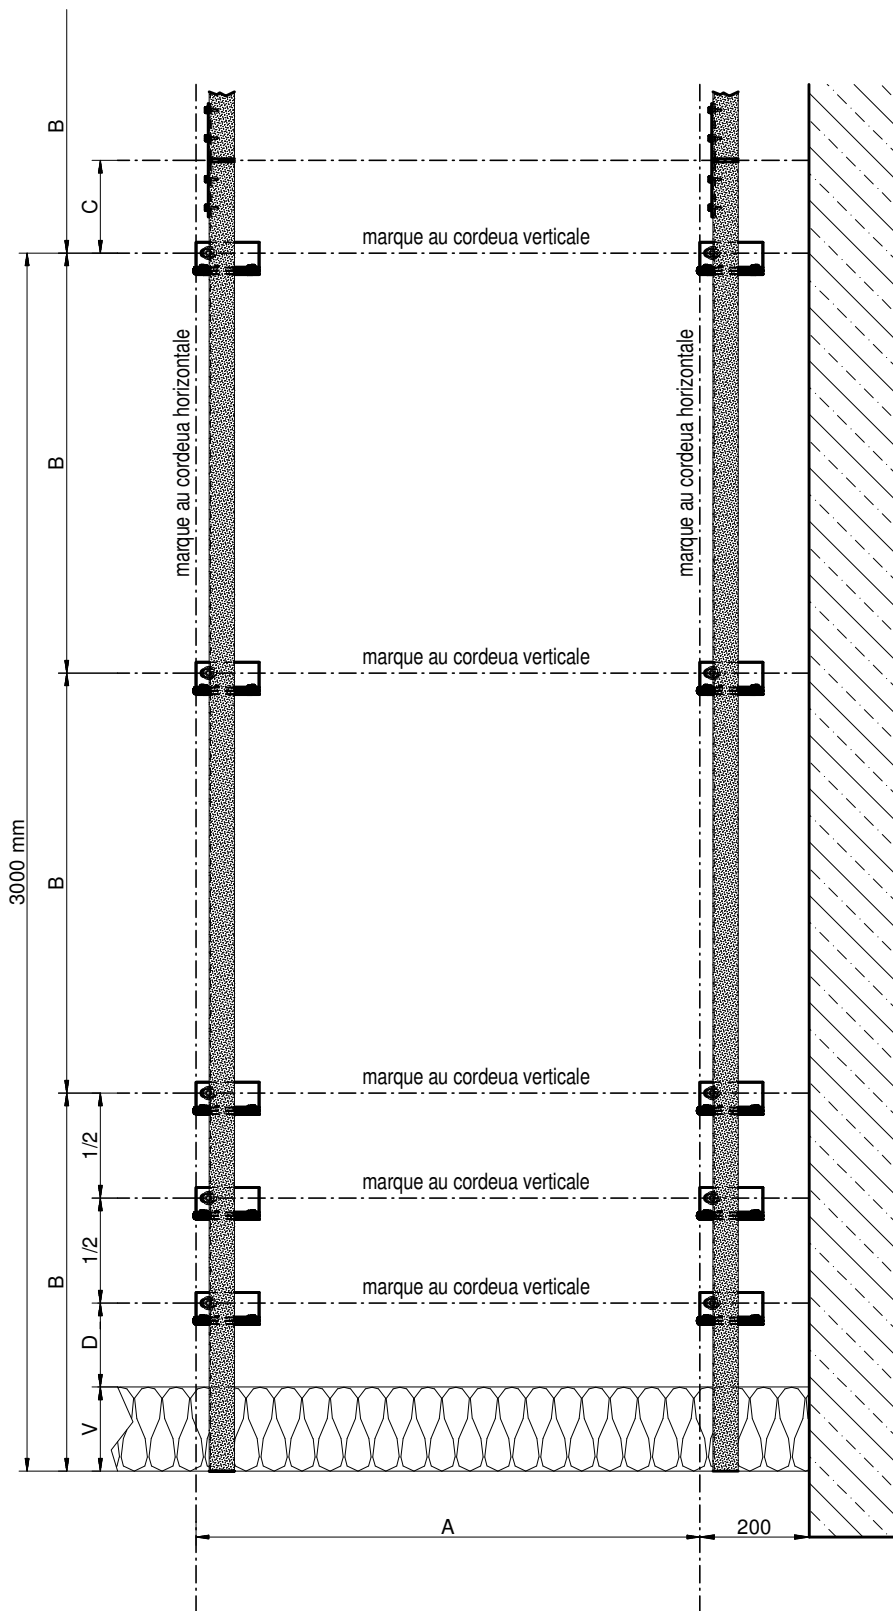 B
C
marque au cordeua verticale
marque au cordeua horizontale
marque au cordeua horizontale
B
marque au cordeua verticale
3000 mm
B
marque au cordeua verticale
1/2
marque au cordeua verticale
1/2
B
marque au cordeua verticale
D
V
A
200